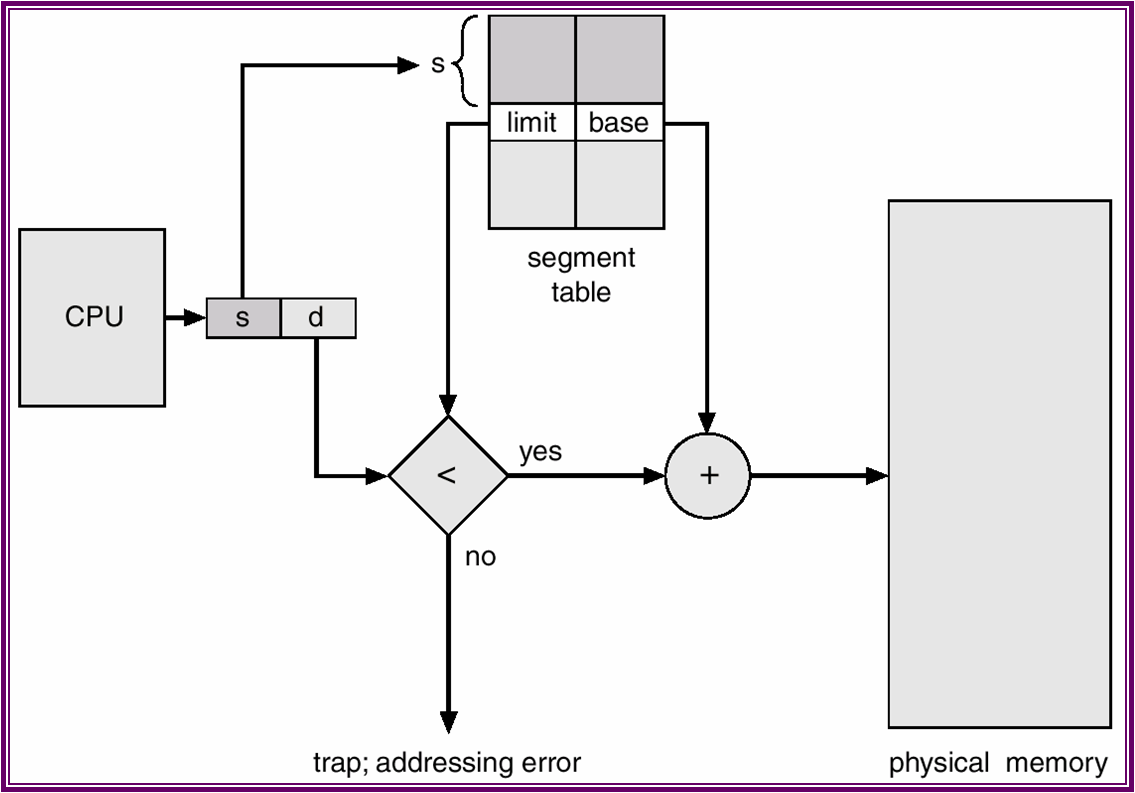 s
limit base
segment
table
CPU
s d
<
yes
+
no
trap; addressing error
physical memory